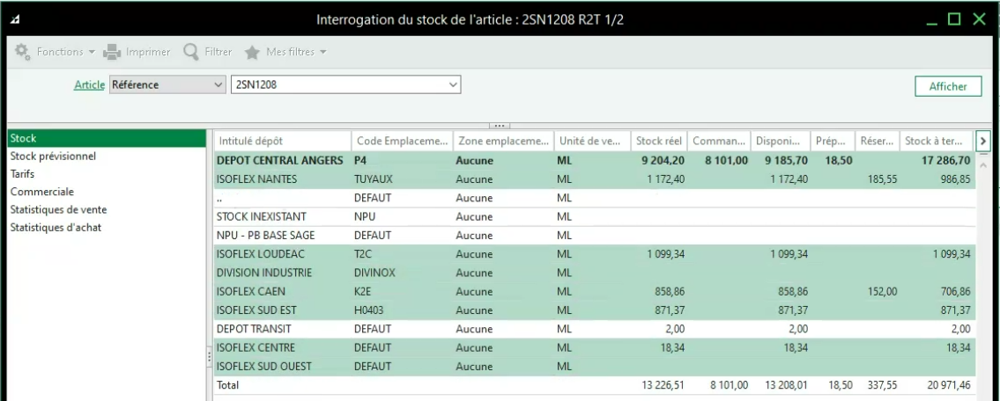 Interrogation du stock de l'article : 2SN1208 R2T 1/2
Fonctions Imprimer Filtrer Mes filtres
Article Référence 2SN1208 Afficher
Stock
Stock prévisionnel
Tarifs
Commerciale
Statistiques de vente
Statistiques d'achat
Intitulé dépôt Code Emplaceme... Zone emplaceme... Unité de ve... Stock réel Comman... Disponi... Prép... Réser... Stock à ter...
DEPOT CENTRAL ANGERS P4 Aucune ML 9 204,20 8 101,00 9 185,70 18,50 17 286,70
ISOFLEX NANTES TUYAUX Aucune ML 1 172,40 1 172,40 185,55 986,85
.. DEFAUT Aucune ML
STOCK INEXISTANT NPU Aucune ML
NPU - PB BASE SAGE DEFAUT Aucune ML
ISOFLEX LOUDEAC T2C Aucune ML 1 099,34 1 099,34 1 099,34
DIVISION INDUSTRIE DIVINOX Aucune ML
ISOFLEX CAEN K2E Aucune ML 858,86 858,86 152,00 706,86
ISOFLEX SUD EST H0403 Aucune ML 871,37 871,37 871,37
DEPOT TRANSIT DEFAUT Aucune ML 2,00 2,00 2,00
ISOFLEX CENTRE DEFAUT Aucune ML 18,34 18,34 18,34
ISOFLEX SUD OUEST DEFAUT Aucune ML
Total 13 226,51 8 101,00 13 208,01 18,50 337,55 20 971,46